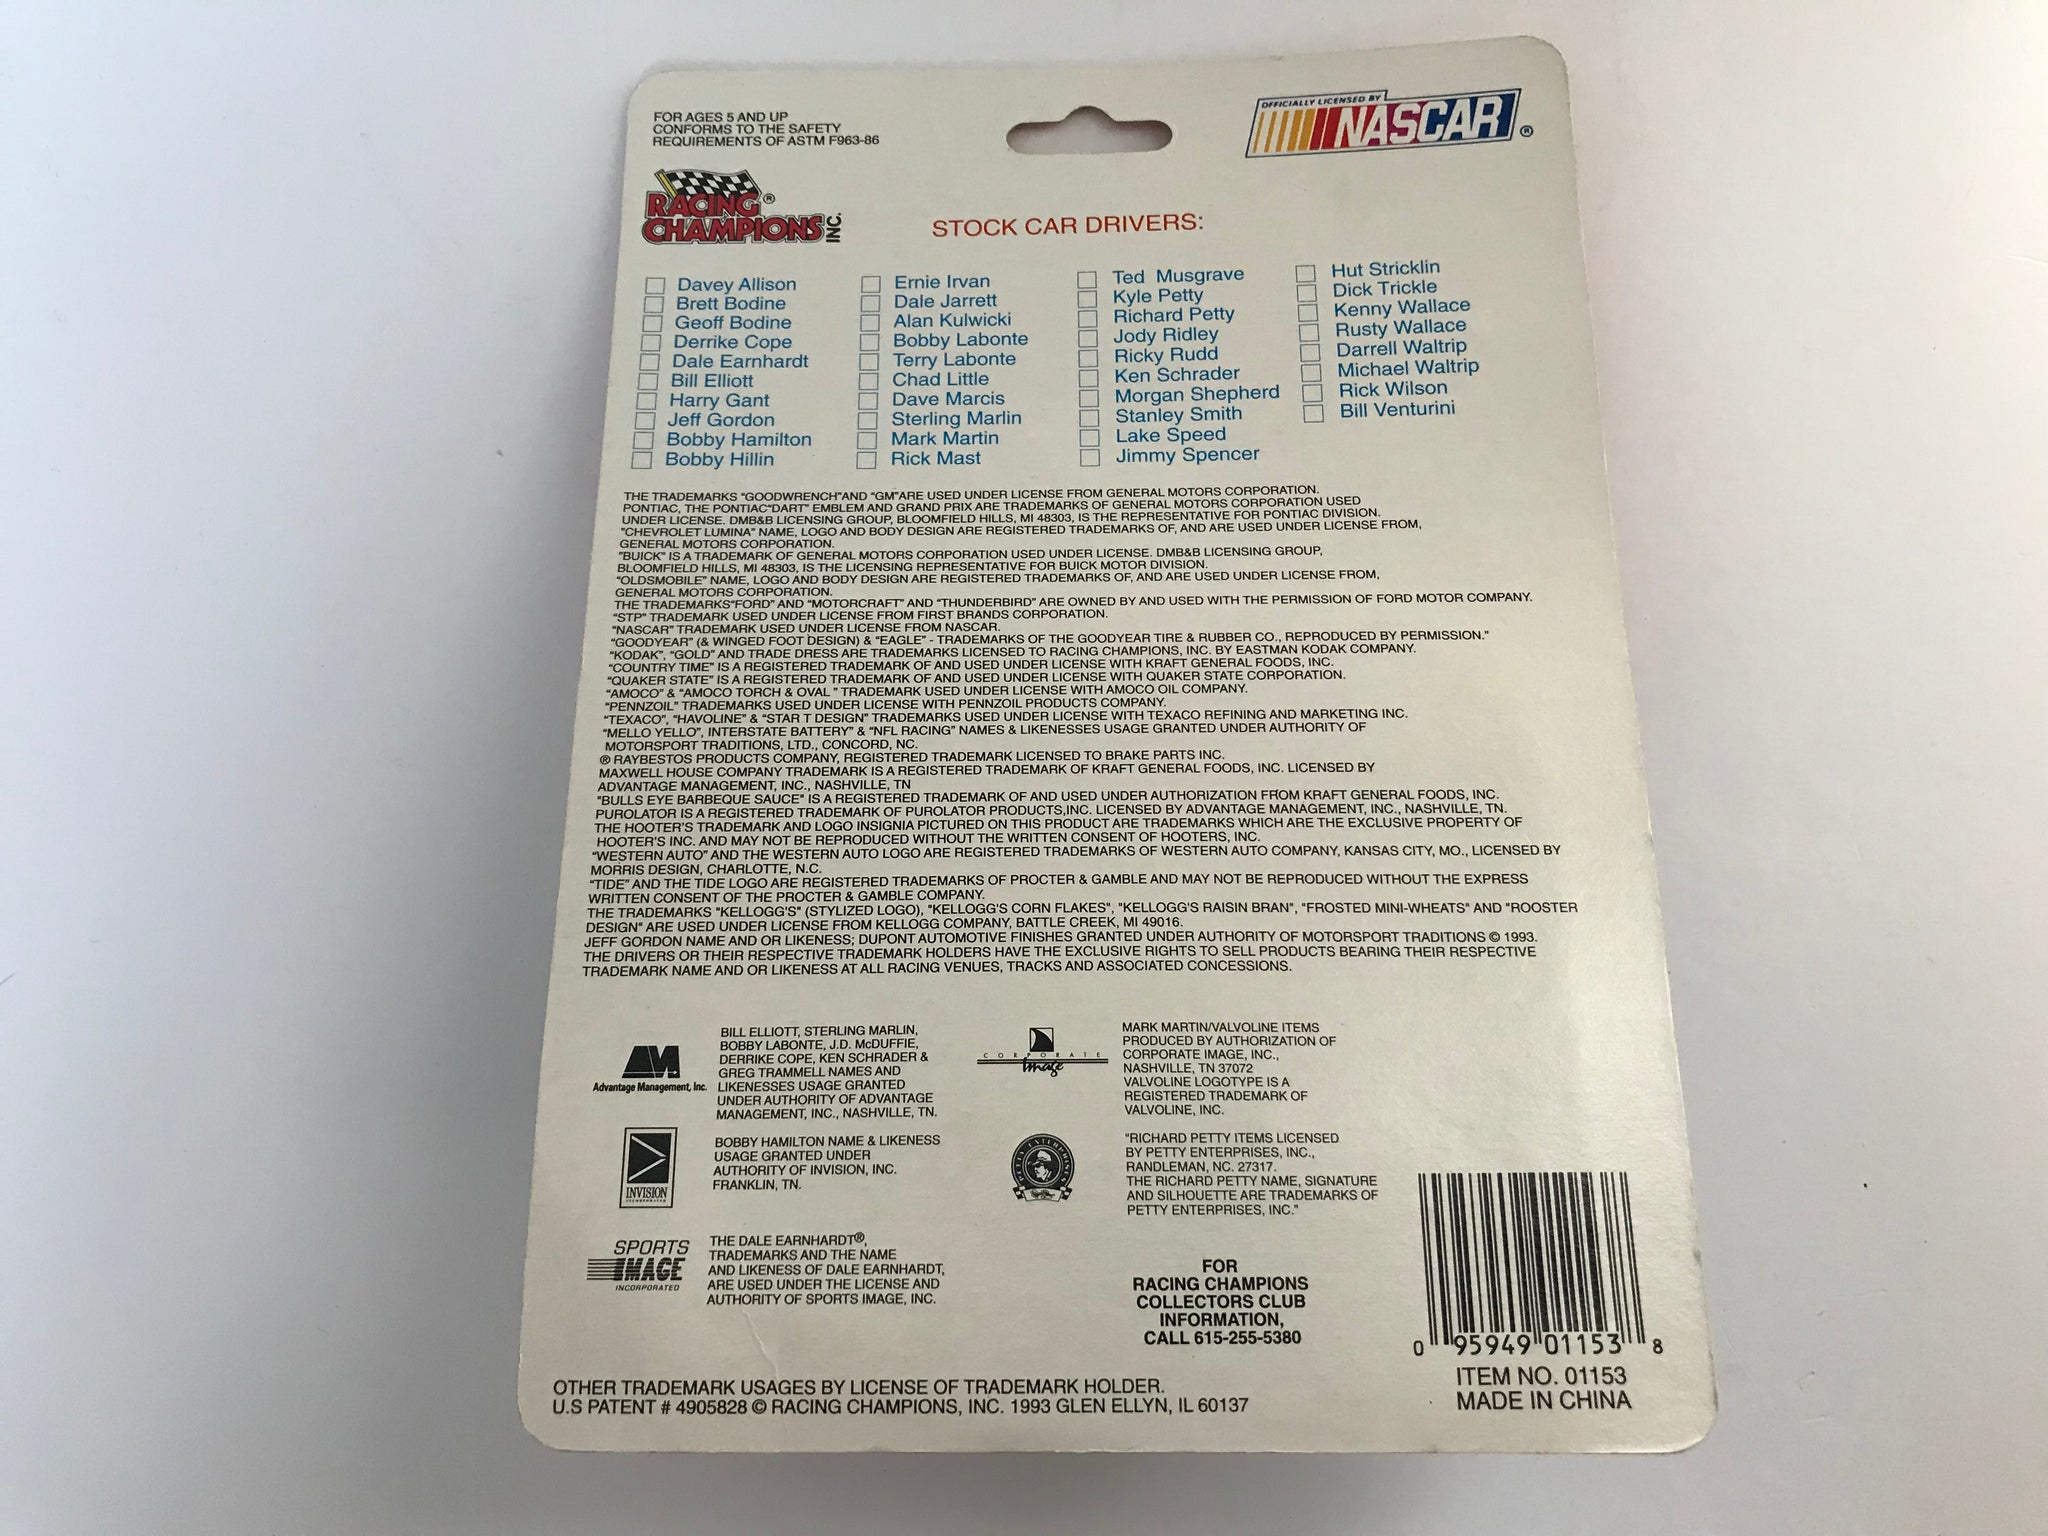 FOR AGES 5 AND UP
CONFORMS TO THE SAFETY
REQUIREMENTS OF ASTM F963-86
OFFICIALLY LICENSED BY
NASCAR ®
RACING ®
CHAMPIONS INC.
STOCK CAR DRIVERS:
Davey Allison
Brett Bodine
Geoff Bodine
Derrike Cope
Dale Earnhardt
Bill Elliott
Harry Gant
Jeff Gordon
Bobby Hamilton
Bobby Hillin
Ernie Irvan
Dale Jarrett
Alan Kulwicki
Bobby Labonte
Terry Labonte
Chad Little
Dave Marcis
Sterling Marlin
Mark Martin
Rick Mast
Ted Musgrave
Kyle Petty
Richard Petty
Jody Ridley
Ricky Rudd
Ken Schrader
Morgan Shepherd
Stanley Smith
Lake Speed
Jimmy Spencer
Hut Stricklin
Dick Trickle
Kenny Wallace
Rusty Wallace
Darrell Waltrip
Michael Waltrip
Rick Wilson
Bill Venturini
THE TRADEMARKS "GOODWRENCH"AND "GM"ARE USED UNDER LICENSE FROM GENERAL MOTORS CORPORATION.
PONTIAC, THE PONTIAC"DART" EMBLEM AND GRAND PRIX ARE TRADEMARKS OF GENERAL MOTORS CORPORATION USED
UNDER LICENSE. DMB&B LICENSING GROUP, BLOOMFIELD HILLS, MI 48303, IS THE REPRESENTATIVE FOR PONTIAC DIVISION.
"CHEVROLET LUMINA" NAME, LOGO AND BODY DESIGN ARE REGISTERED TRADEMARKS OF, AND ARE USED UNDER LICENSE FROM,
GENERAL MOTORS CORPORATION.
"BUICK" IS A TRADEMARK OF GENERAL MOTORS CORPORATION USED UNDER LICENSE. DMB&B LICENSING GROUP,
BLOOMFIELD HILLS, MI 48303, IS THE LICENSING REPRESENTATIVE FOR BUICK MOTOR DIVISION.
"OLDSMOBILE" NAME, LOGO AND BODY DESIGN ARE REGISTERED TRADEMARKS OF, AND ARE USED UNDER LICENSE FROM,
GENERAL MOTORS CORPORATION.
THE TRADEMARKS"FORD" AND "MOTORCRAFT" AND "THUNDERBIRD" ARE OWNED BY AND USED WITH THE PERMISSION OF FORD MOTOR COMPANY.
"STP" TRADEMARK USED UNDER LICENSE FROM FIRST BRANDS CORPORATION.
"NASCAR" TRADEMARK USED UNDER LICENSE FROM NASCAR.
"GOODYEAR" (& WINGED FOOT DESIGN) & "EAGLE" - TRADEMARKS OF THE GOODYEAR TIRE & RUBBER CO., REPRODUCED BY PERMISSION."
"KODAK", "GOLD" AND TRADE DRESS ARE TRADEMARKS LICENSED TO RACING CHAMPIONS, INC. BY EASTMAN KODAK COMPANY.
"COUNTRY TIME" IS A REGISTERED TRADEMARK OF AND USED UNDER LICENSE WITH KRAFT GENERAL FOODS, INC.
"QUAKER STATE" IS A REGISTERED TRADEMARK OF AND USED UNDER LICENSE WITH QUAKER STATE CORPORATION.
"AMOCO" & "AMOCO TORCH & OVAL " TRADEMARK USED UNDER LICENSE WITH AMOCO OIL COMPANY.
"PENNZOIL" TRADEMARKS USED UNDER LICENSE WITH PENNZOIL PRODUCTS COMPANY.
"TEXACO", "HAVOLINE" & "STAR T DESIGN" TRADEMARKS USED UNDER LICENSE WITH TEXACO REFINING AND MARKETING INC.
"MELLO YELLO", INTERSTATE BATTERY" & "NFL RACING" NAMES & LIKENESSES USAGE GRANTED UNDER AUTHORITY OF
MOTORSPORT TRADITIONS, LTD., CONCORD, NC.
® RAYBESTOS PRODUCTS COMPANY, REGISTERED TRADEMARK LICENSED TO BRAKE PARTS INC.
MAXWELL HOUSE COMPANY TRADEMARK IS A REGISTERED TRADEMARK OF KRAFT GENERAL FOODS, INC. LICENSED BY
ADVANTAGE MANAGEMENT, INC., NASHVILLE, TN
"BULLS EYE BARBEQUE SAUCE" IS A REGISTERED TRADEMARK OF AND USED UNDER AUTHORIZATION FROM KRAFT GENERAL FOODS, INC.
PUROLATOR IS A REGISTERED TRADEMARK OF PUROLATOR PRODUCTS,INC. LICENSED BY ADVANTAGE MANAGEMENT, INC., NASHVILLE, TN.
THE HOOTER'S TRADEMARK AND LOGO INSIGNIA PICTURED ON THIS PRODUCT ARE TRADEMARKS WHICH ARE THE EXCLUSIVE PROPERTY OF
HOOTER'S INC. AND MAY NOT BE REPRODUCED WITHOUT THE WRITTEN CONSENT OF HOOTERS, INC.
"WESTERN AUTO" AND THE WESTERN AUTO LOGO ARE REGISTERED TRADEMARKS OF WESTERN AUTO COMPANY, KANSAS CITY, MO., LICENSED BY
MORRIS DESIGN, CHARLOTTE, N.C.
"TIDE" AND THE TIDE LOGO ARE REGISTERED TRADEMARKS OF PROCTER & GAMBLE AND MAY NOT BE REPRODUCED WITHOUT THE EXPRESS
WRITTEN CONSENT OF THE PROCTER & GAMBLE COMPANY.
THE TRADEMARKS "KELLOGG'S" (STYLIZED LOGO), "KELLOGG'S CORN FLAKES", "KELLOGG'S RAISIN BRAN", "FROSTED MINI-WHEATS" AND "ROOSTER
DESIGN" ARE USED UNDER LICENSE FROM KELLOGG COMPANY, BATTLE CREEK, MI 49016.
JEFF GORDON NAME AND OR LIKENESS; DUPONT AUTOMOTIVE FINISHES GRANTED UNDER AUTHORITY OF MOTORSPORT TRADITIONS © 1993.
THE DRIVERS OR THEIR RESPECTIVE TRADEMARK HOLDERS HAVE THE EXCLUSIVE RIGHTS TO SELL PRODUCTS BEARING THEIR RESPECTIVE
TRADEMARK NAME AND OR LIKENESS AT ALL RACING VENUES, TRACKS AND ASSOCIATED CONCESSIONS.
AM
Advantage Management, Inc.
BILL ELLIOTT, STERLING MARLIN,
BOBBY LABONTE, J.D. McDUFFIE,
DERRIKE COPE, KEN SCHRADER &
GREG TRAMMELL NAMES AND
LIKENESSES USAGE GRANTED
UNDER AUTHORITY OF ADVANTAGE
MANAGEMENT, INC., NASHVILLE, TN.
CORPORATE
Image
MARK MARTIN/VALVOLINE ITEMS
PRODUCED BY AUTHORIZATION OF
CORPORATE IMAGE, INC.,
NASHVILLE, TN 37072
VALVOLINE LOGOTYPE IS A
REGISTERED TRADEMARK OF
VALVOLINE, INC.
INVISION
INCORPORATED
BOBBY HAMILTON NAME & LIKENESS
USAGE GRANTED UNDER
AUTHORITY OF INVISION, INC.
FRANKLIN, TN.
PETTY ENTERPRISES
"RICHARD PETTY ITEMS LICENSED
BY PETTY ENTERPRISES, INC.,
RANDLEMAN, NC. 27317.
THE RICHARD PETTY NAME, SIGNATURE
AND SILHOUETTE ARE TRADEMARKS OF
PETTY ENTERPRISES, INC."
SPORTS
IMAGE
INCORPORATED
THE DALE EARNHARDT®,
TRADEMARKS AND THE NAME
AND LIKENESS OF DALE EARNHARDT,
ARE USED UNDER THE LICENSE AND
AUTHORITY OF SPORTS IMAGE, INC.
FOR
RACING CHAMPIONS
COLLECTORS CLUB
INFORMATION,
CALL 615-255-5380
0 95949 01153 8
ITEM NO. 01153
MADE IN CHINA
OTHER TRADEMARK USAGES BY LICENSE OF TRADEMARK HOLDER.
U.S PATENT # 4905828 © RACING CHAMPIONS, INC. 1993 GLEN ELLYN, IL 60137